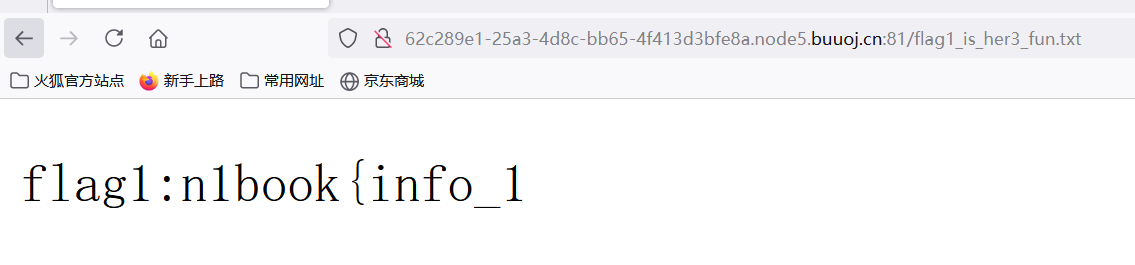 62c289e1-25a3-4d8c-bb65-4f413d3bfe8a.node5.buuoj.cn:81/flag1_is_her3_fun.txt
火狐官方站点 新手上路 常用网址 京东商城
flag1:n1book{info_1